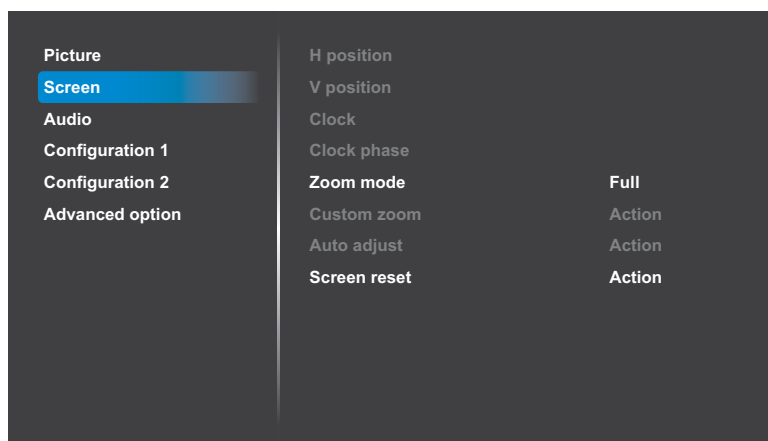 Picture
Screen
Audio
Configuration 1
Configuration 2
Advanced option
H position
V position
Clock
Clock phase
Zoom mode Full
Custom zoom Action
Auto adjust Action
Screen reset Action